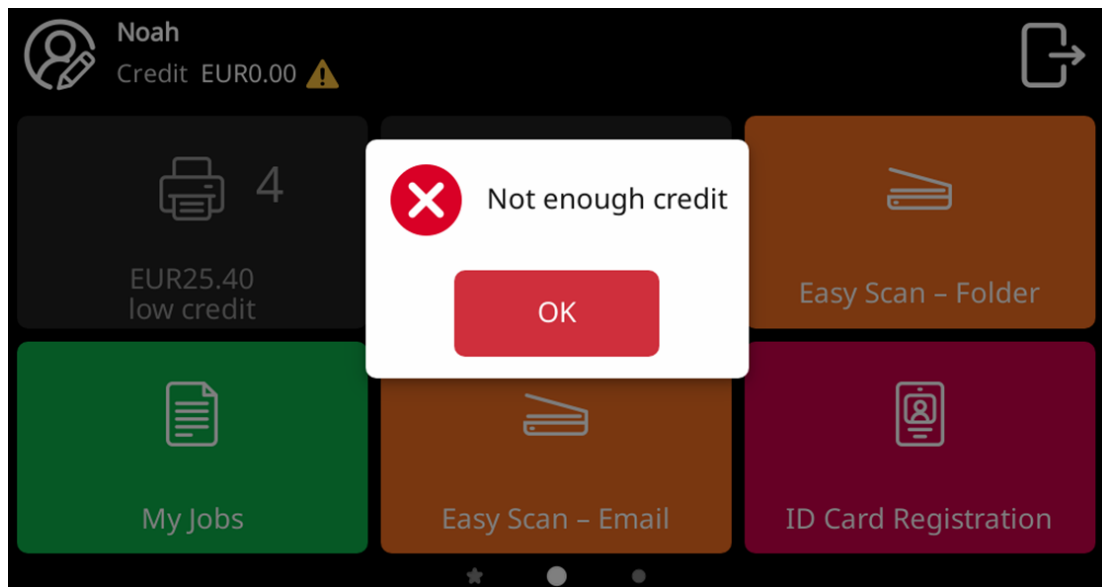 Noah
Credit EUR0.00
4
EUR25.40
low credit
Not enough credit
OK
Easy Scan – Folder
My Jobs
Easy Scan – Email
ID Card Registration